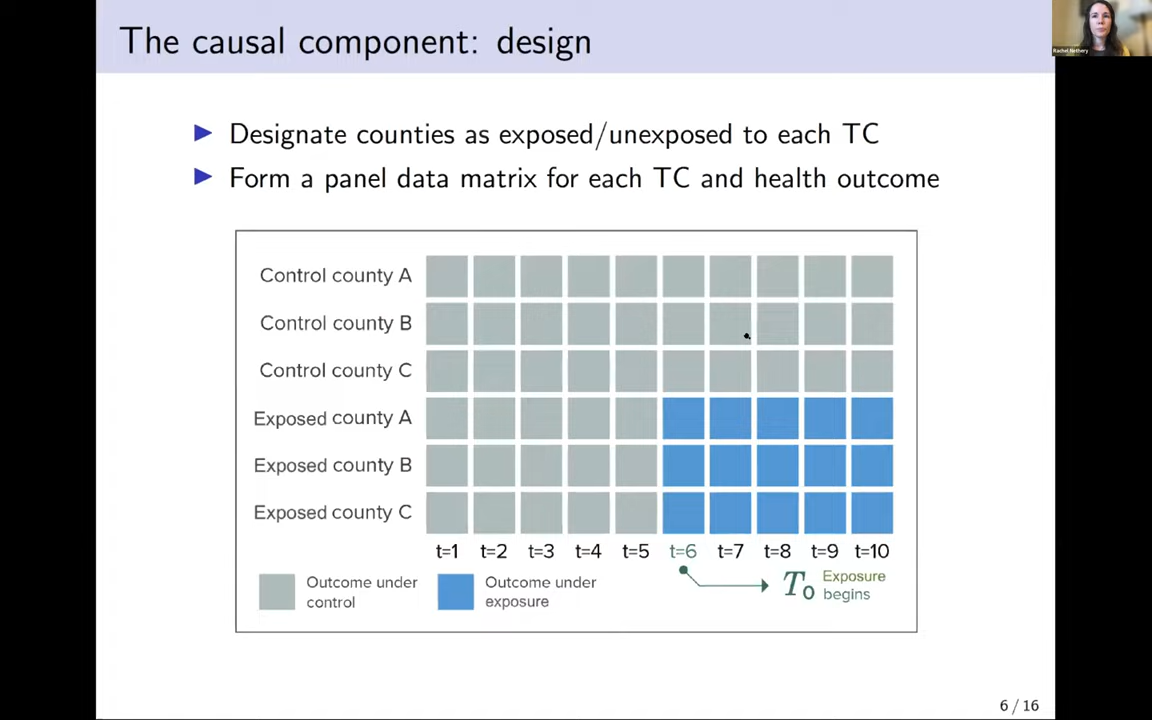 The causal component: design
Rachel Nethery
Designate counties as exposed/unexposed to each TC
Form a panel data matrix for each TC and health outcome
Control county A
Control county B
Control county C
Exposed county A
Exposed county B
Exposed county C
t=1 t=2 t=3 t=4 t=5 t=6 t=7 t=8 t=9 t=10
Outcome under
control
Outcome under
exposure
T0 Exposure
begins
6 / 16